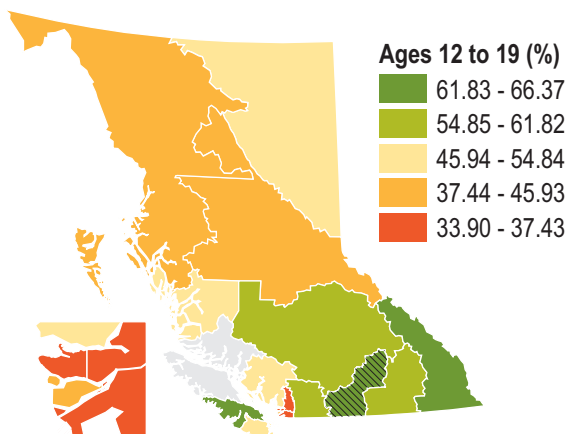 Ages 12 to 19 (%)
61.83 - 66.37
54.85 - 61.82
45.94 - 54.84
37.44 - 45.93
33.90 - 37.43